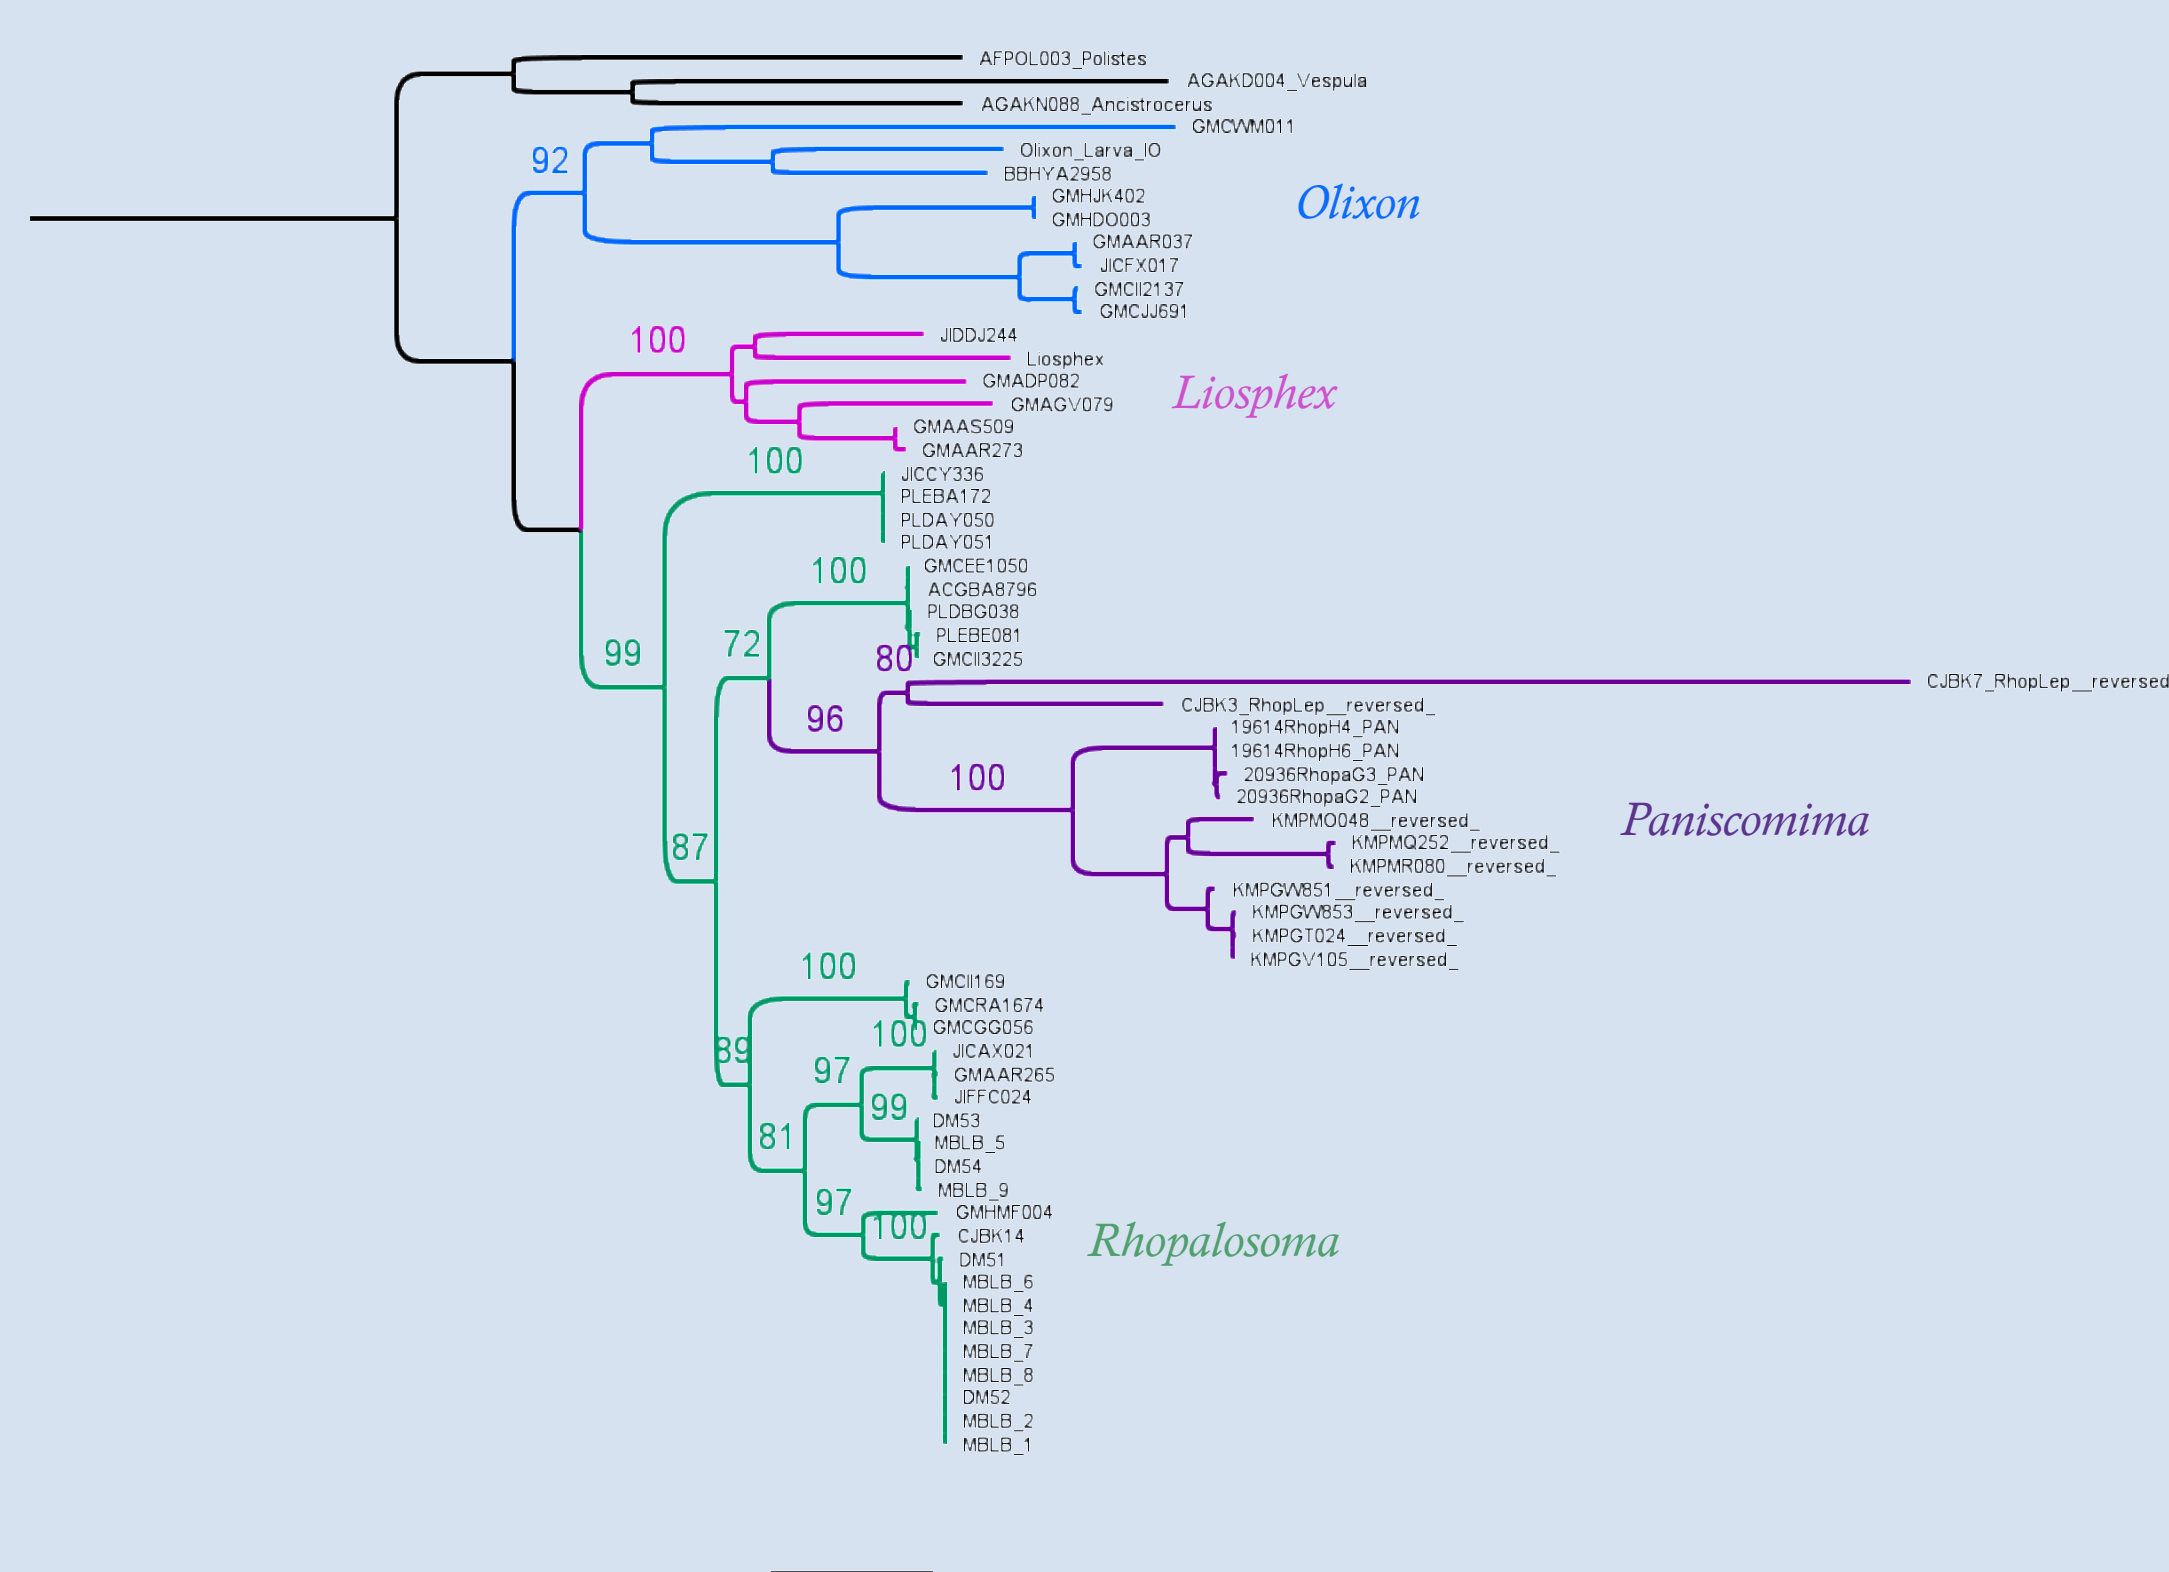 AFPOL003_Polistes
AGAKD004_Vespula
AGAKN088_Ancistrocerus
GMCWM011
92
Olixon_Larva_IO
BBHYA2958
GMHJK402
Olixon
GMHDO003
GMAAR037
JICFX017
GMCII2137
GMCJJ691
JIDDJ244
100
Liosphex
GMADP082
Liosphex
GMAGV079
GMAAS509
GMAAR273
100
JICCY336
PLEBA172
PLDAY050
PLDAY051
GMCEE1050
100
ACGBA8796
PLDBG038
PLEBE081
72
99
80
GMCII3225
CJBK7_RhopLep__reversed
CJBK3_RhopLep__reversed_
96
19614RhopH4_PAN
19614RhopH6_PAN
100
20936RhopaG3_PAN
20936RhopaG2_PAN
Paniscomima
KMPMO048__reversed_
KMPMQ252__reversed_
87
KMPMR080__reversed_
KMPGW851__reversed_
KMPGW853__reversed_
KMPGT024__reversed_
KMPGV105__reversed_
100
GMCII169
GMCRA1674
100
GMCGG056
89
JICAX021
97
GMAAR265
JIFFC024
99
DM53
81
MBLB_5
DM54
MBLB_9
97
GMHMF004
100
CJBK14
Rhopalosoma
DM51
MBLB_6
MBLB_4
MBLB_3
MBLB_7
MBLB_8
DM52
MBLB_2
MBLB_1